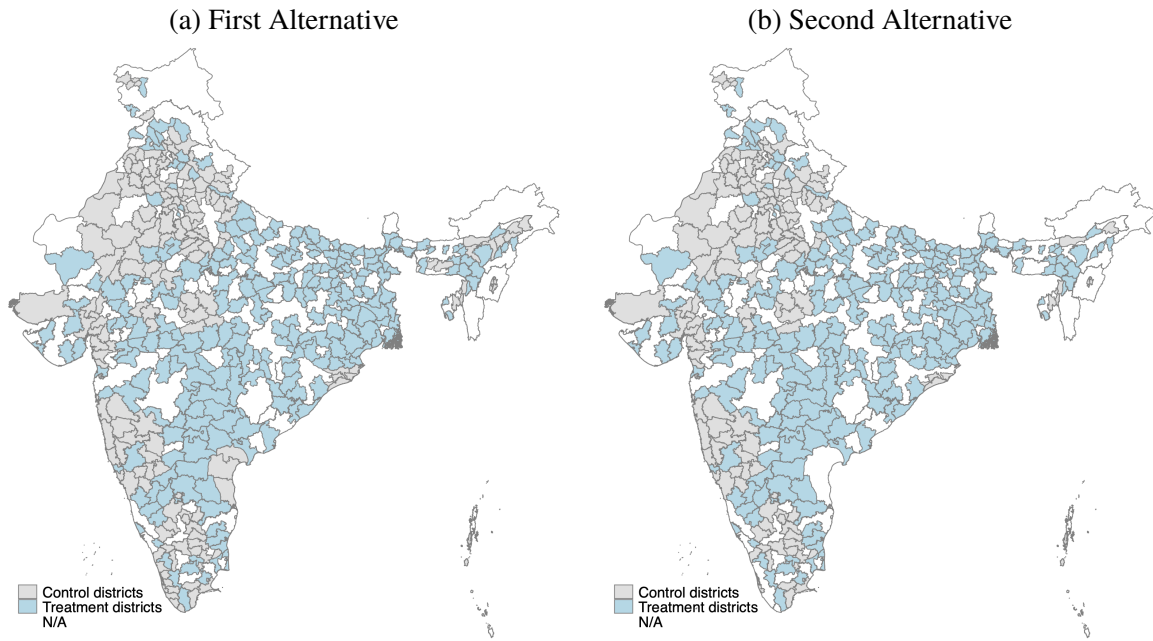 (a) First Alternative
(b) Second Alternative
Control districts
Treatment districts
N/A
Control districts
Treatment districts
N/A